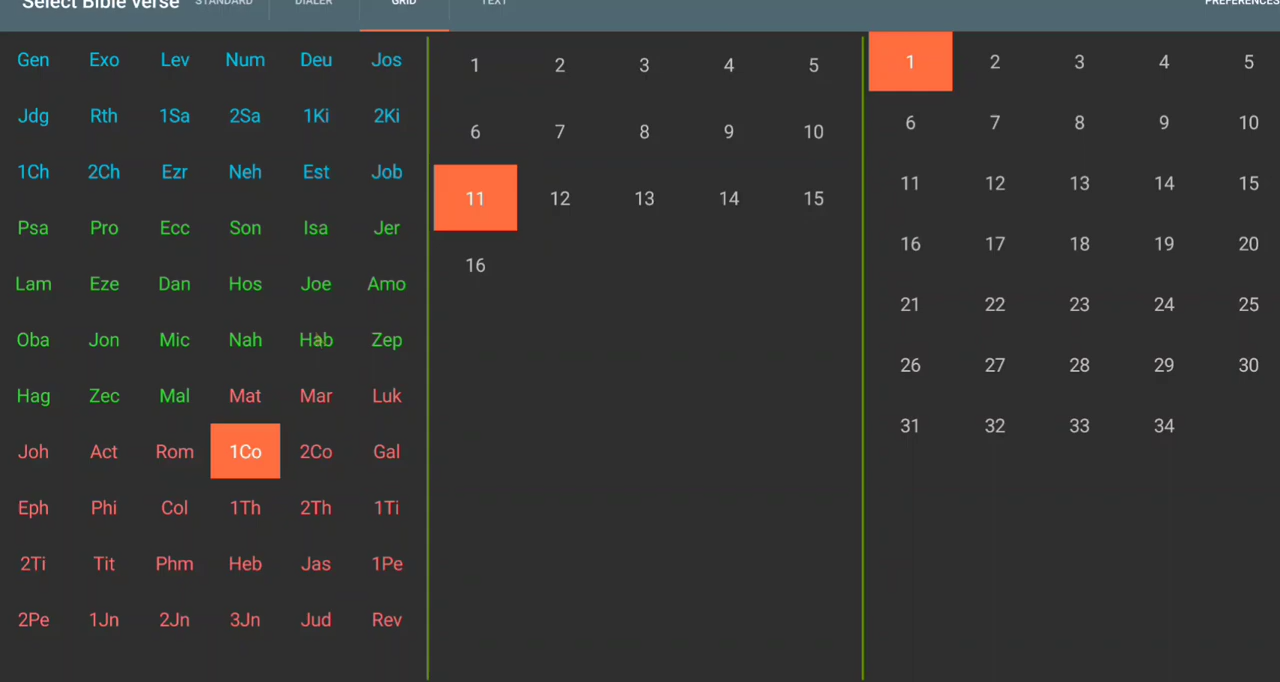 Select Bible Verse STANDARD DIALER GRID TEXT PREFERENCES
Gen Exo Lev Num Deu Jos
Jdg Rth 1Sa 2Sa 1Ki 2Ki
1Ch 2Ch Ezr Neh Est Job
Psa Pro Ecc Son Isa Jer
Lam Eze Dan Hos Joe Amo
Oba Jon Mic Nah Hab Zep
Hag Zec Mal Mat Mar Luk
Joh Act Rom 1Co 2Co Gal
Eph Phi Col 1Th 2Th 1Ti
2Ti Tit Phm Heb Jas 1Pe
2Pe 1Jn 2Jn 3Jn Jud Rev
1 2 3 4 5
6 7 8 9 10
11 12 13 14 15
16
1 2 3 4 5
6 7 8 9 10
11 12 13 14 15
16 17 18 19 20
21 22 23 24 25
26 27 28 29 30
31 32 33 34